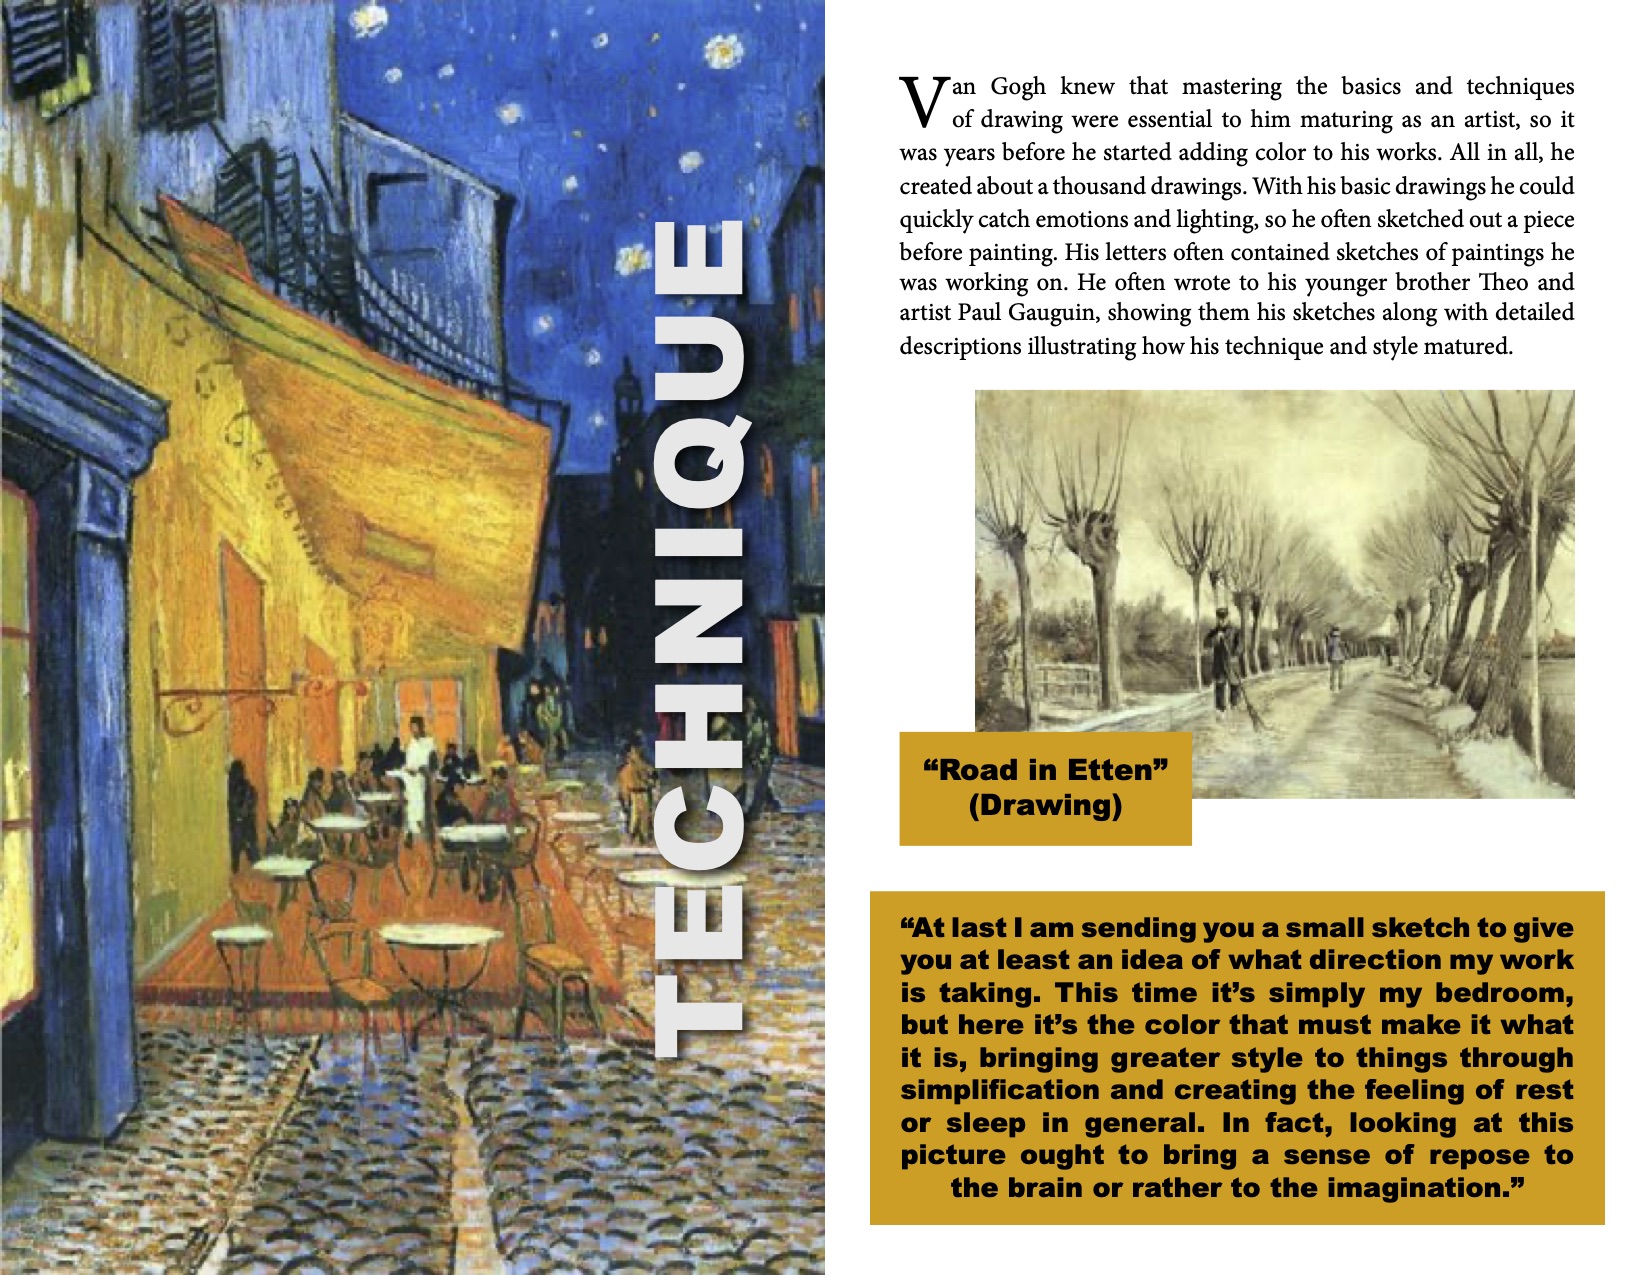 TECHNIQUE
Van Gogh knew that mastering the basics and techniques
of drawing were essential to him maturing as an artist, so it
was years before he started adding color to his works. All in all, he
created about a thousand drawings. With his basic drawings he could
quickly catch emotions and lighting, so he often sketched out a piece
before painting. His letters often contained sketches of paintings he
was working on. He often wrote to his younger brother Theo and
artist Paul Gauguin, showing them his sketches along with detailed
descriptions illustrating how his technique and style matured.
“Road in Etten”
(Drawing)
“At last I am sending you a small sketch to give
you at least an idea of what direction my work
is taking. This time it’s simply my bedroom,
but here it’s the color that must make it what
it is, bringing greater style to things through
simplification and creating the feeling of rest
or sleep in general. In fact, looking at this
picture ought to bring a sense of repose to
the brain or rather to the imagination.”